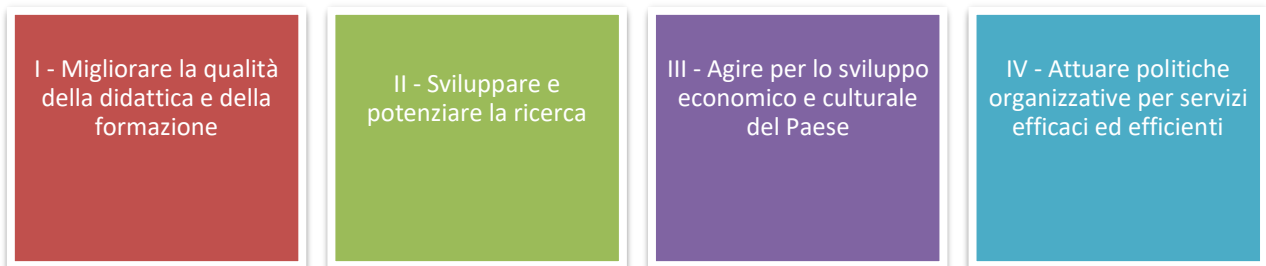 I - Migliorare la qualità
della didattica e della
formazione
II - Sviluppare e
potenziare la ricerca
III - Agire per lo sviluppo
economico e culturale
del Paese
IV - Attuare politiche
organizzative per servizi
efficaci ed efficienti